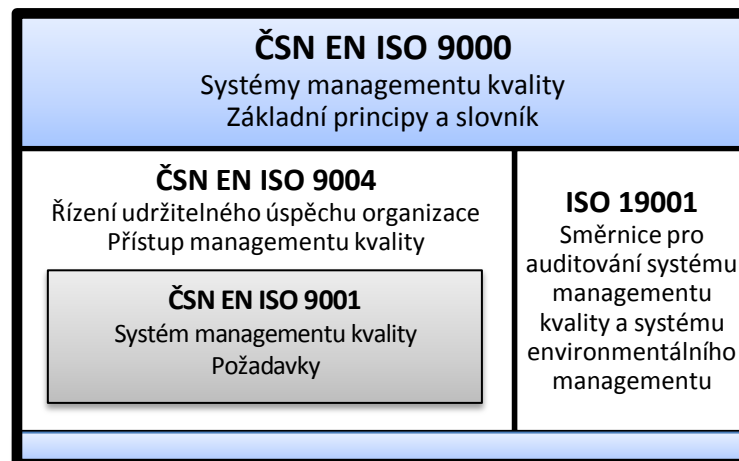 ČSN EN ISO 9000
Systémy managementu kvality
Základní principy a slovník
ČSN EN ISO 9004
Řízení udržitelného úspěchu organizace
Přístup managementu kvality
ČSN EN ISO 9001
Systém managementu kvality
Požadavky
ISO 19001
Směrnice pro
auditování systému
managementu
kvality a systému
environmentálního
managementu